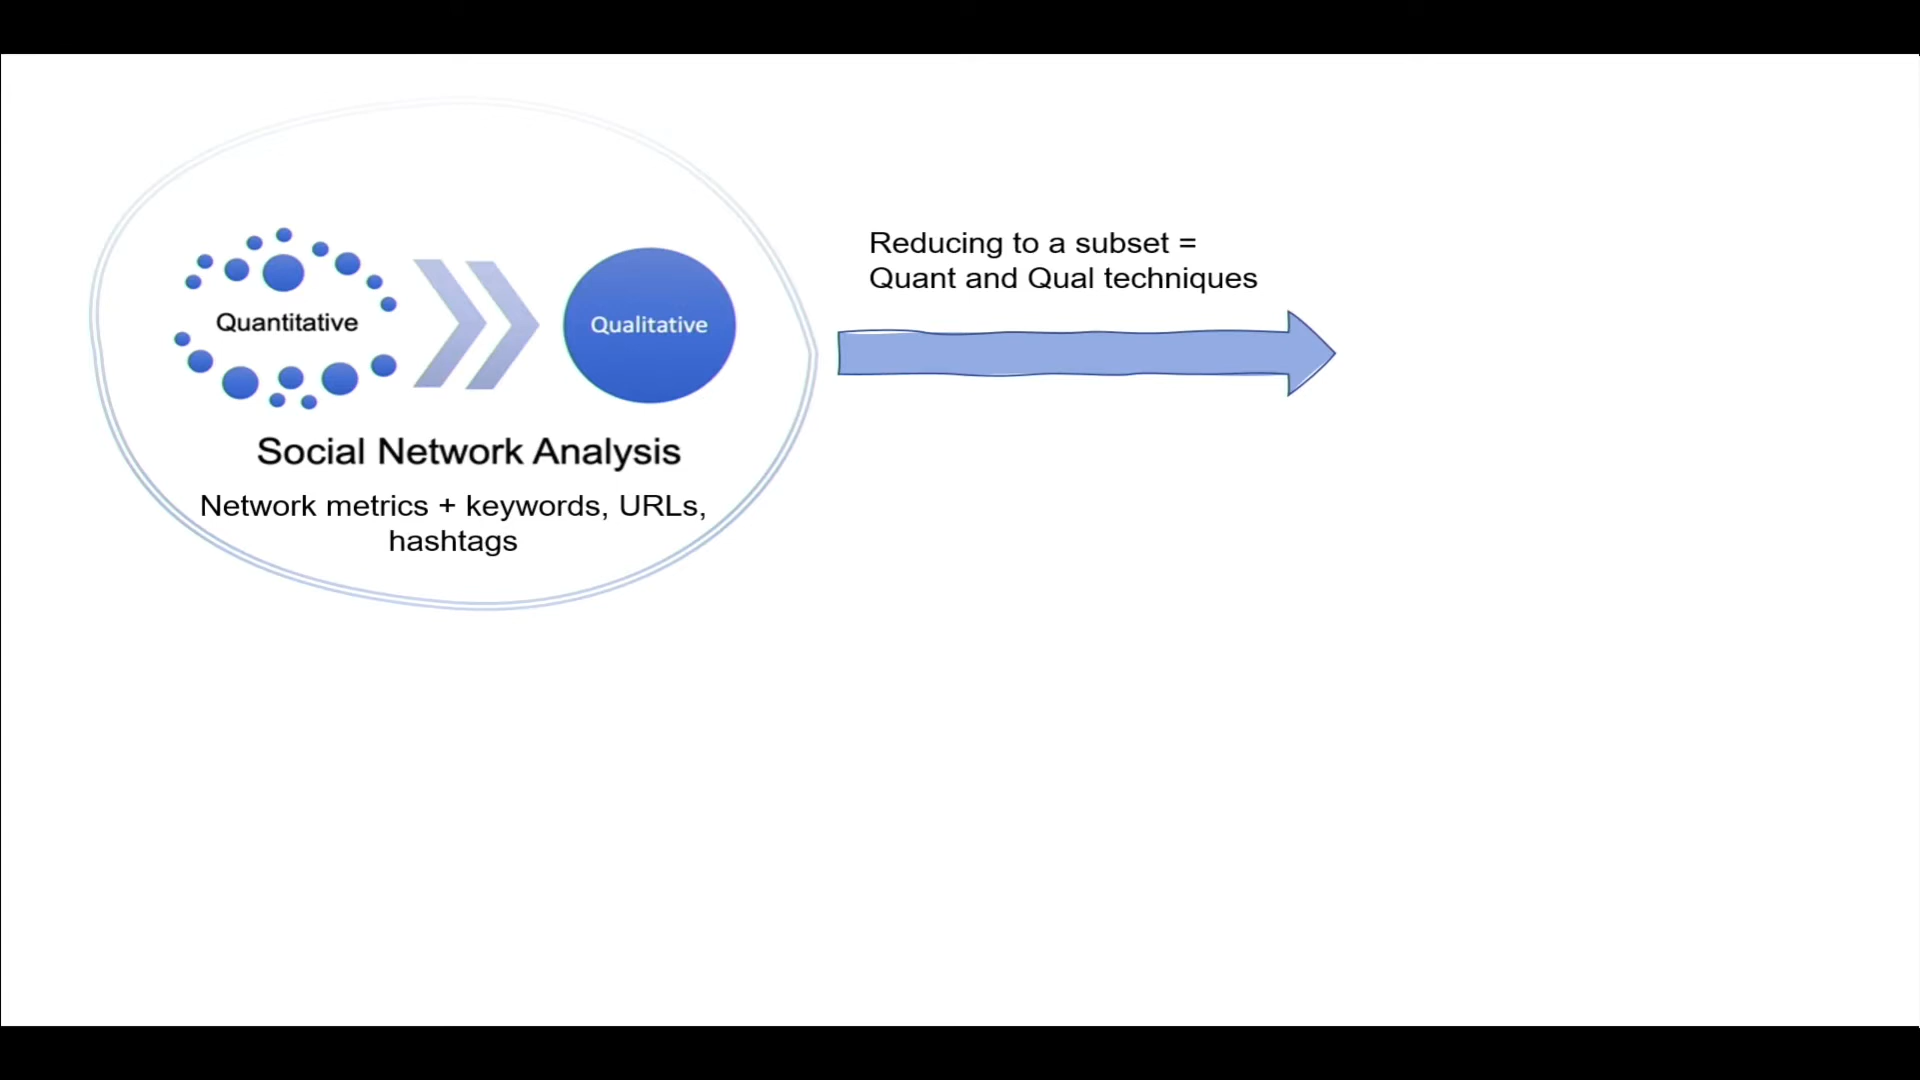 Quantitative
Qualitative
Social Network Analysis
Network metrics + keywords, URLs,
hashtags
Reducing to a subset =
Quant and Qual techniques